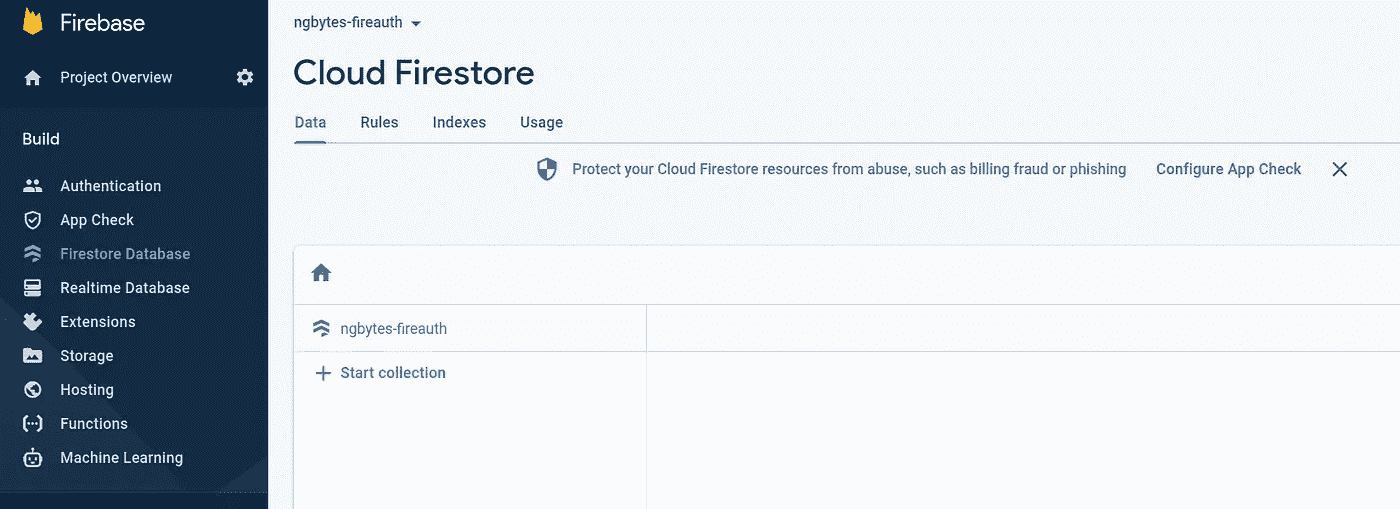 Firebase
Project Overview
Build
Authentication
App Check
Firestore Database
Realtime Database
Extensions
Storage
Hosting
Functions
Machine Learning
ngbytes-fireauth
Cloud Firestore
Data Rules Indexes Usage
Protect your Cloud Firestore resources from abuse, such as billing fraud or phishing Configure App Check
ngbytes-fireauth
Start collection